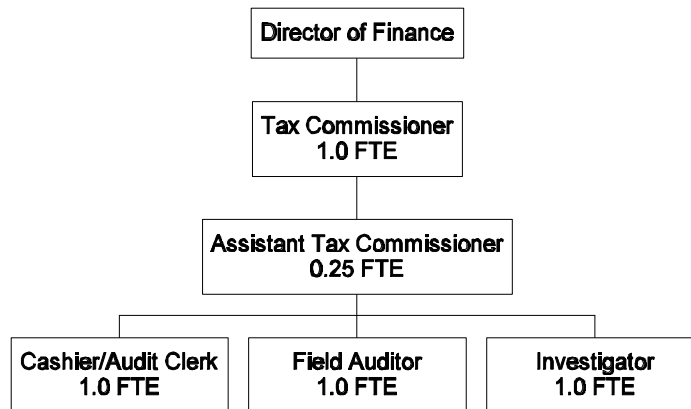 Director of Finance
Tax Commissioner
1.0 FTE
Assistant Tax Commissioner
0.25 FTE
Cashier/Audit Clerk
1.0 FTE
Field Auditor
1.0 FTE
Investigator
1.0 FTE